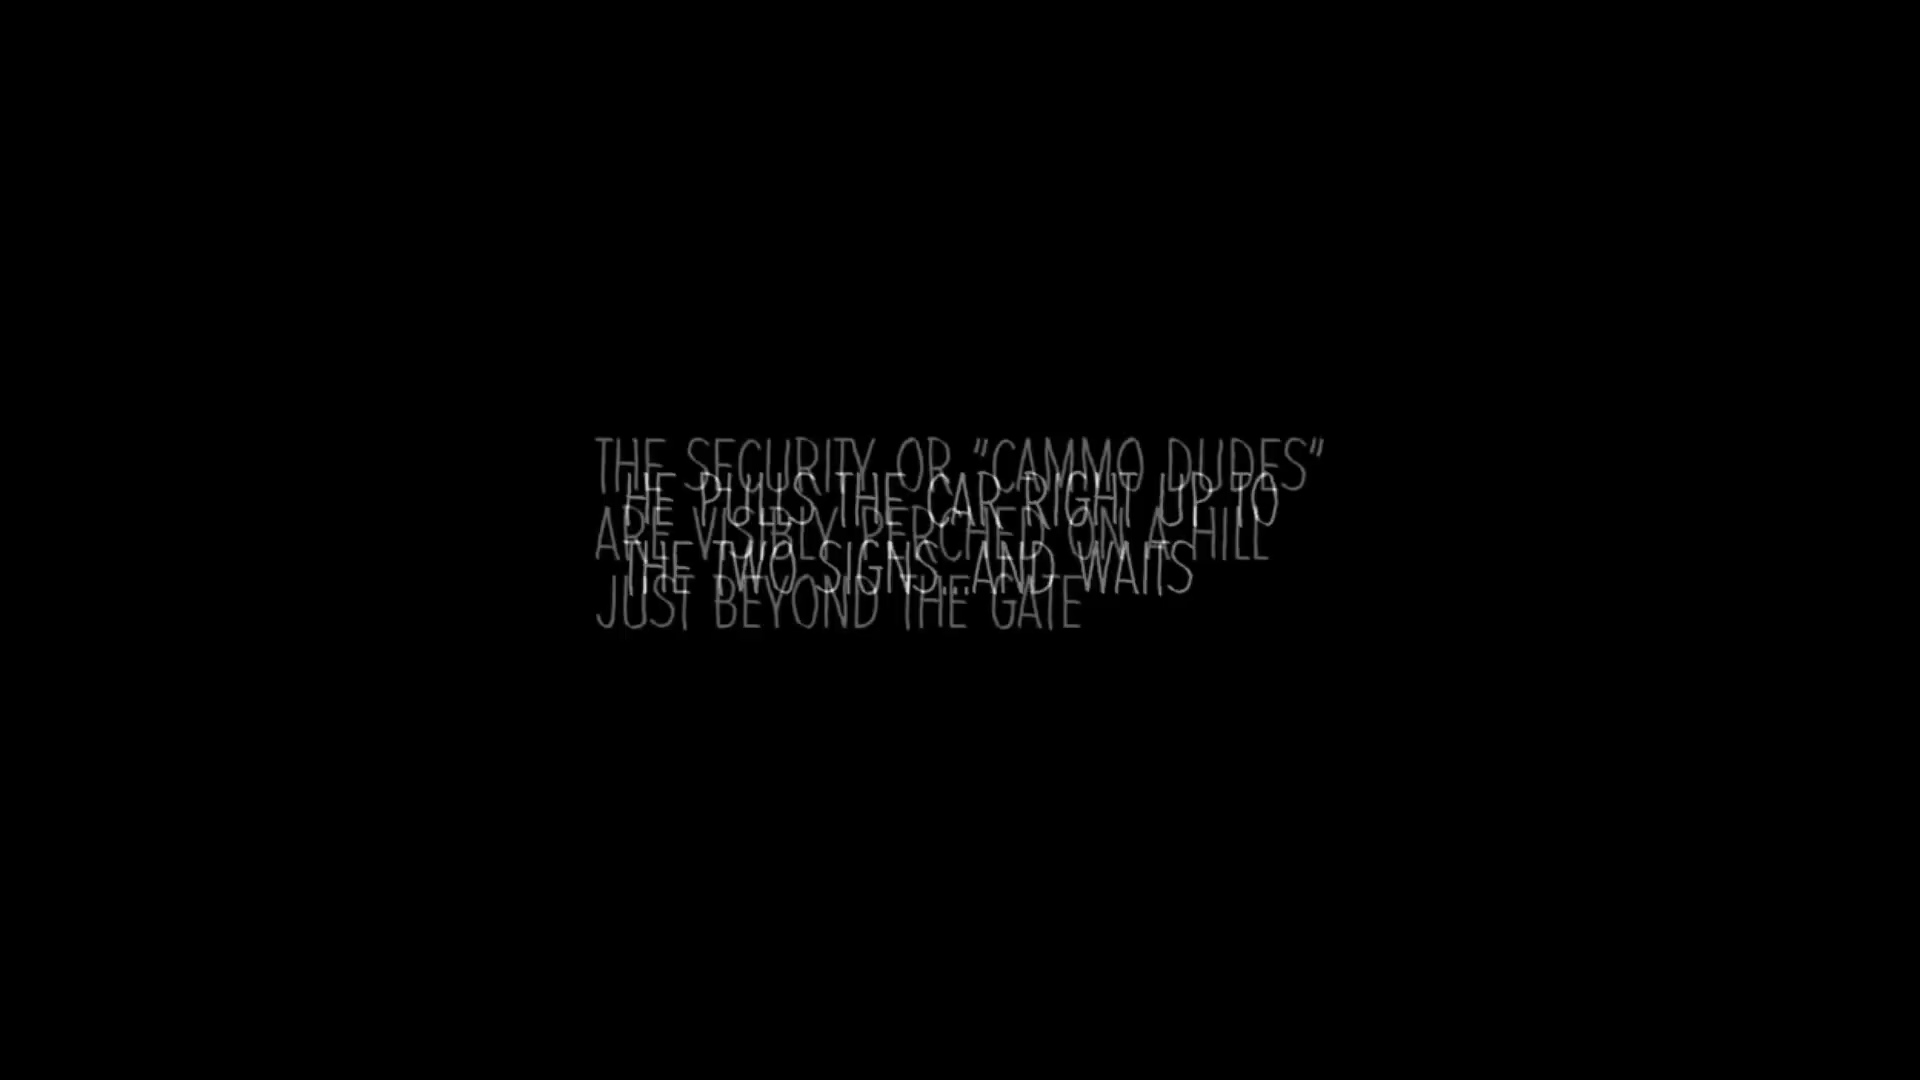 THE SECURITY OR "CAMMO DUDES"
ARE VISIBLY PERCHED ON A HILL
JUST BEYOND THE GATE
HE PULLS THE CAR RIGHT UP TO
THE TWO SIGNS...AND WAITS